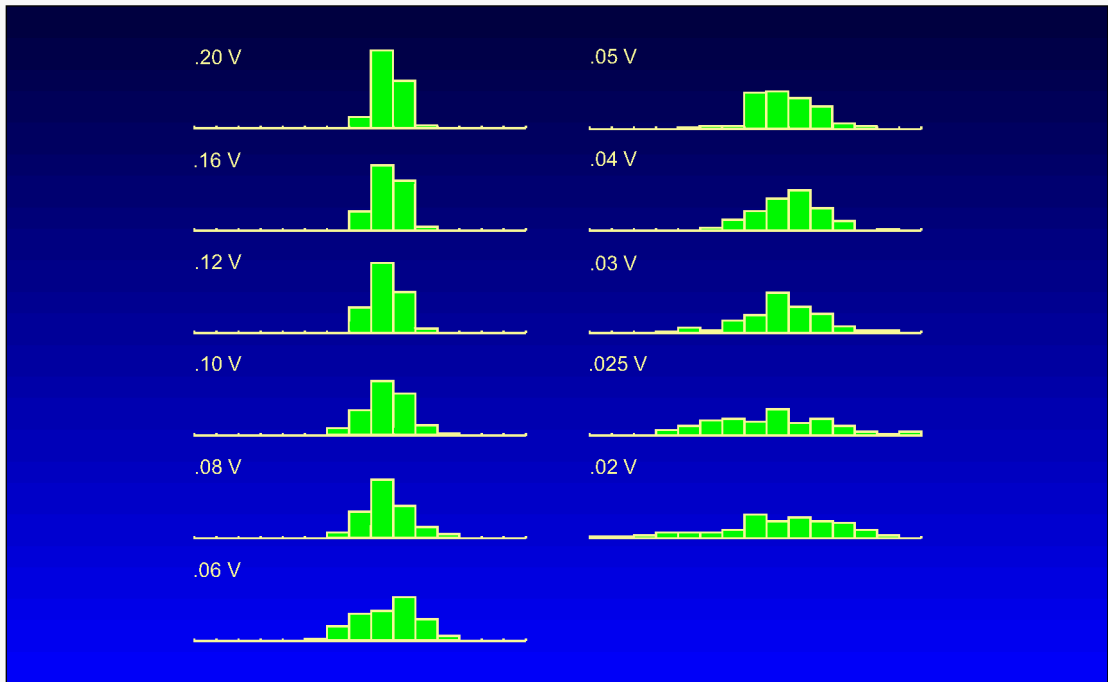 .20 V
.16 V
.12 V
.10 V
.08 V
.06 V
.05 V
.04 V
.03 V
.025 V
.02 V